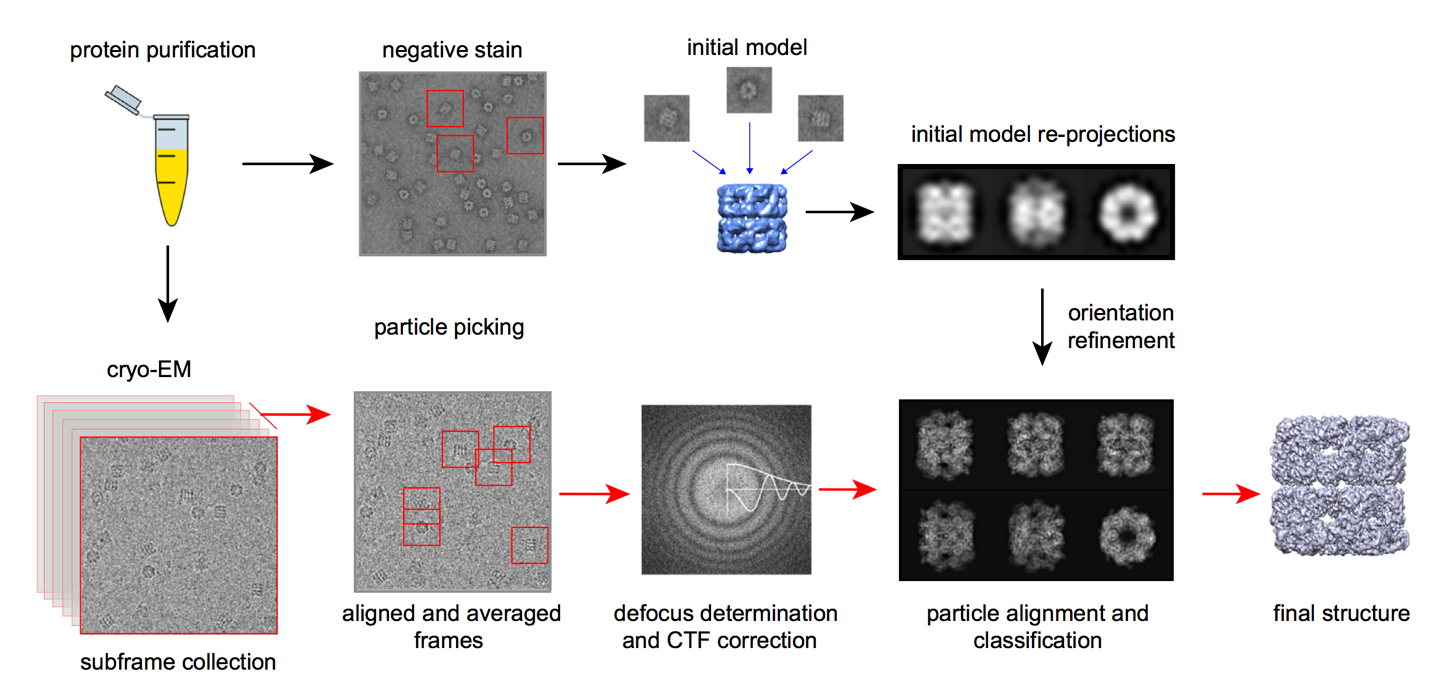 protein purification
negative stain
initial model
initial model re-projections
orientation
refinement
particle picking
cryo-EM
aligned and averaged
frames
defocus determination
and CTF correction
particle alignment and
classification
final structure
subframe collection